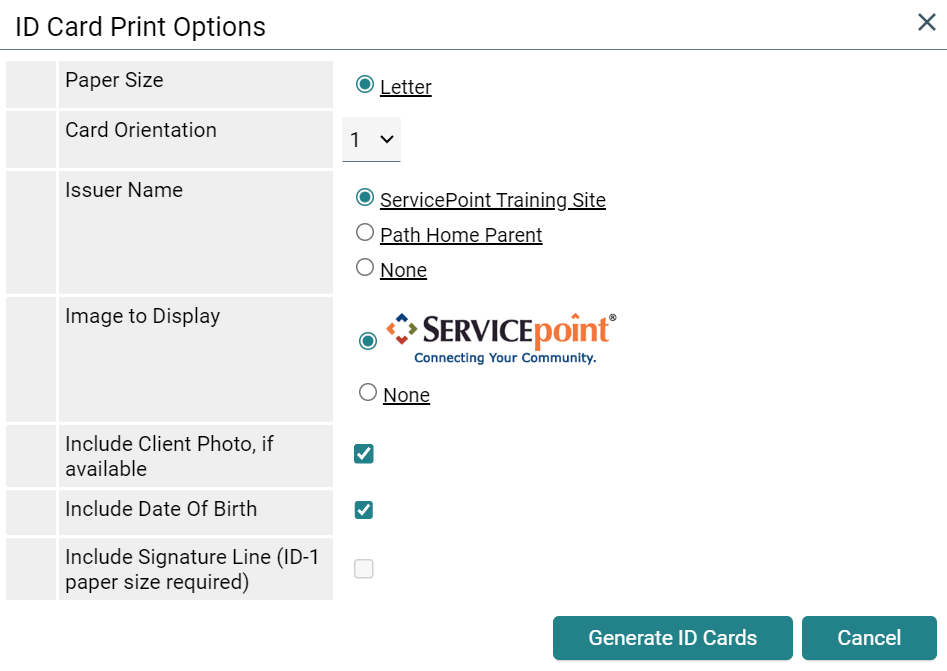 ID Card Print Options
Paper Size
Letter
Card Orientation
1
Issuer Name
ServicePoint Training Site
Path Home Parent
None
Image to Display
SERVICEpoint®
Connecting Your Community.
None
Include Client Photo, if
available
Include Date Of Birth
Include Signature Line (ID-1
paper size required)
Generate ID Cards
Cancel